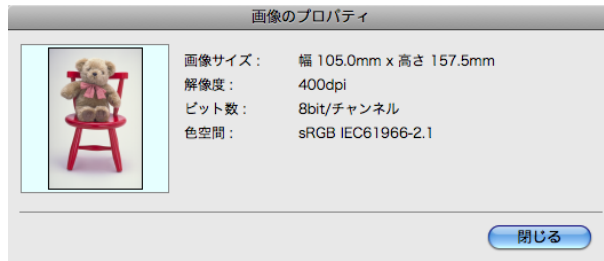 画像のプロパティ
画像サイズ： 幅 105.0mm x 高さ 157.5mm
解像度： 400dpi
ビット数： 8bit/チャンネル
色空間： sRGB IEC61966-2.1
閉じる